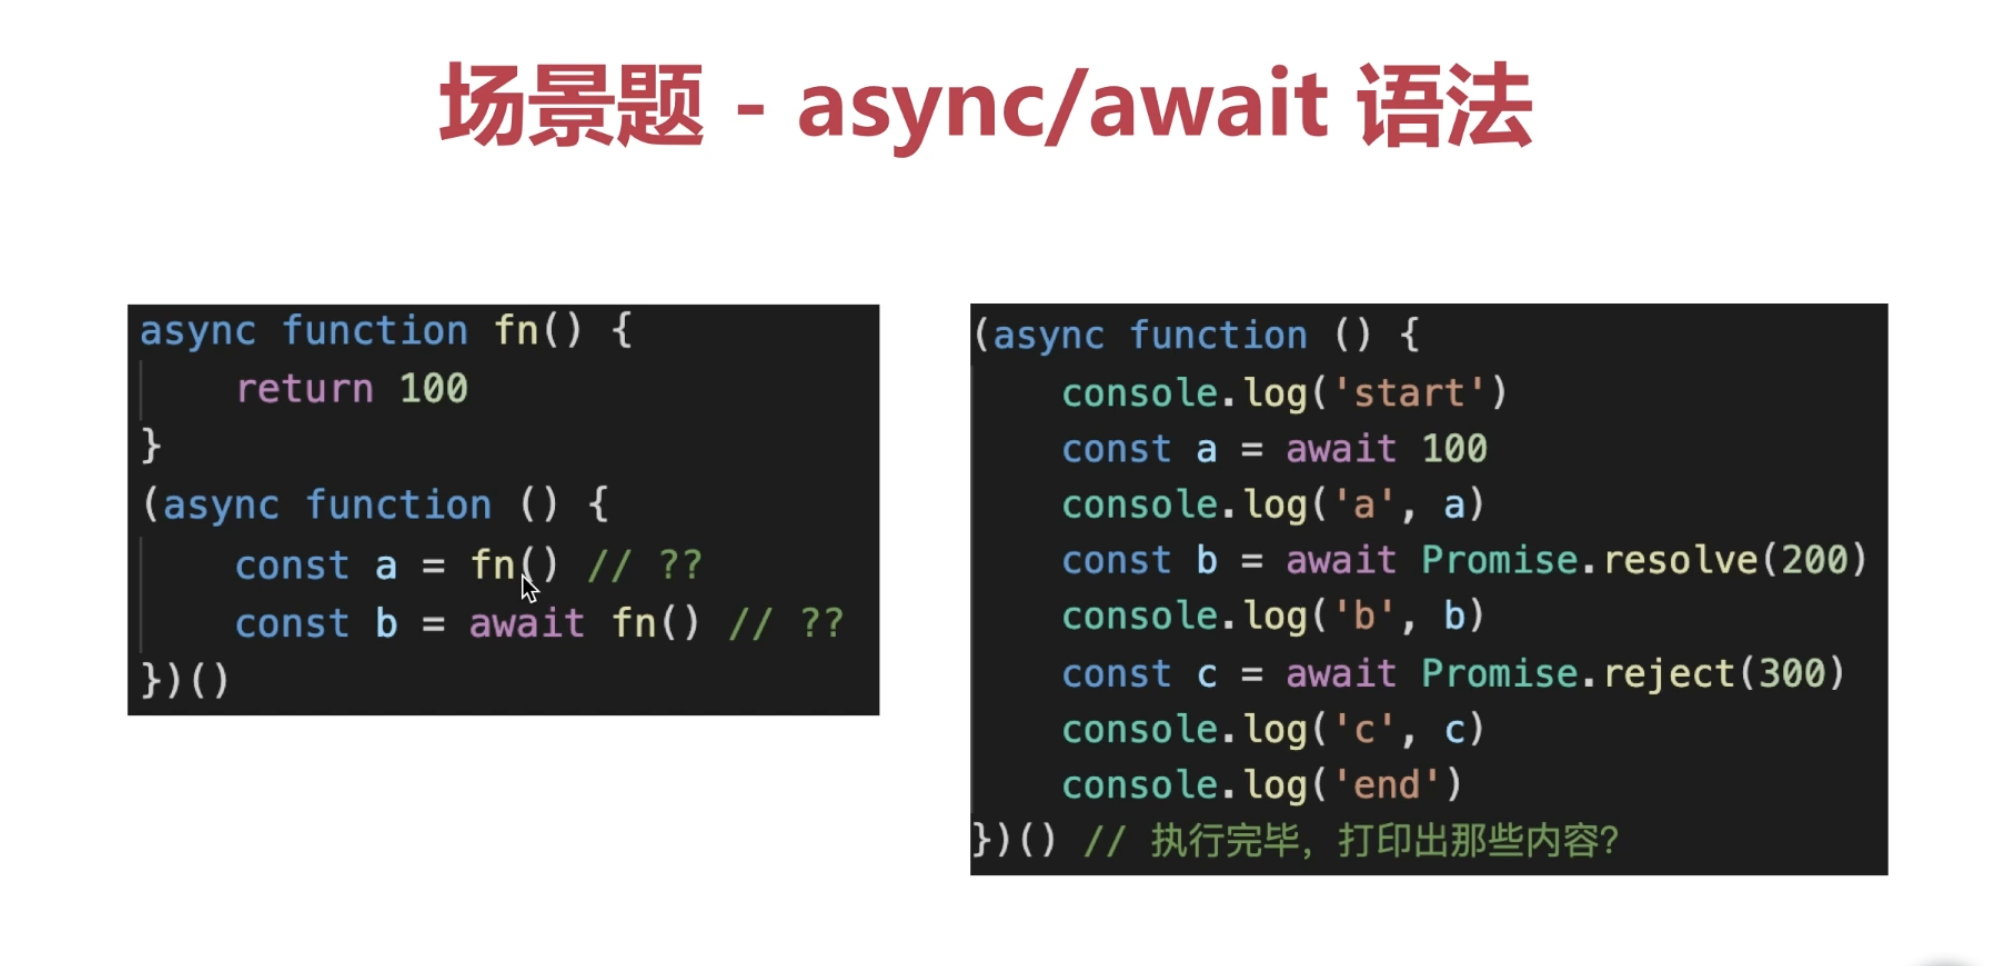 场景题 - async/await 语法
async function fn() {
    return 100
}
(async function () {
    const a = fn() // ??
    const b = await fn() // ??
})()
(async function () {
    console.log('start')
    const a = await 100
    console.log('a', a)
    const b = await Promise.resolve(200)
    console.log('b', b)
    const c = await Promise.reject(300)
    console.log('c', c)
    console.log('end')
})() // 执行完毕，打印出那些内容？